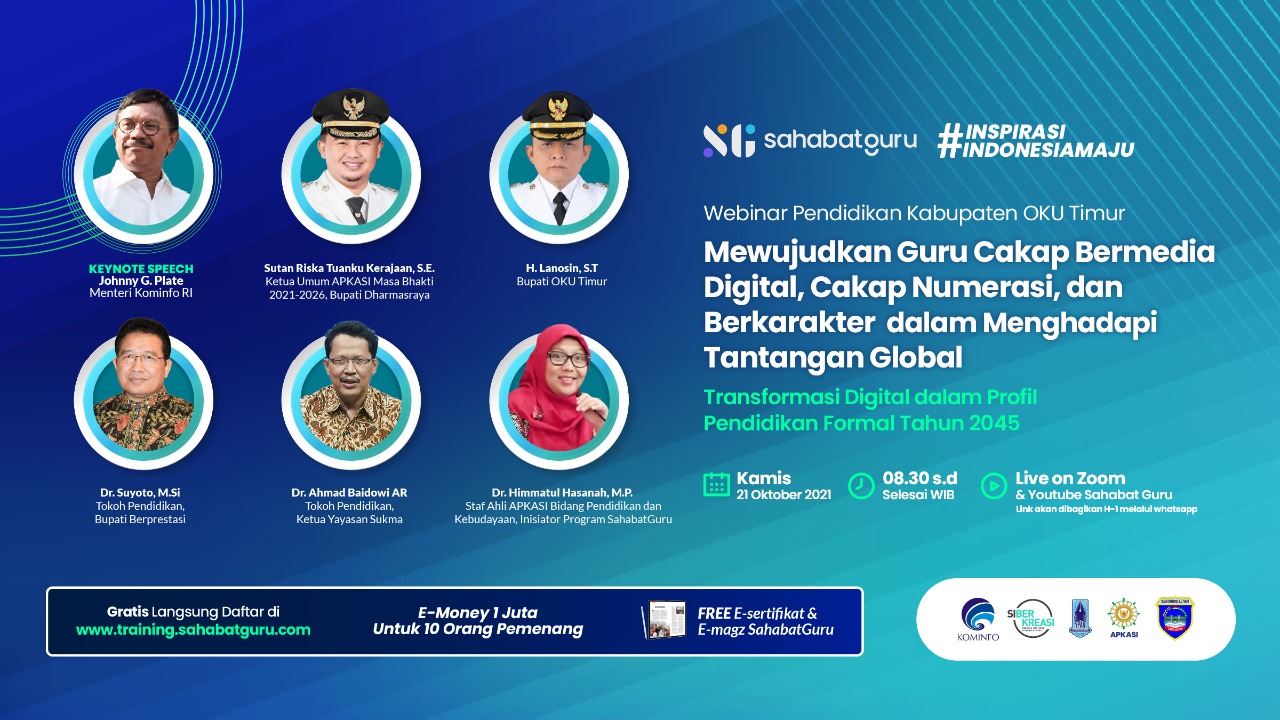 sahabatguru
#INSPIRASI
INDONESIAMAJU
Webinar Pendidikan Kabupaten OKU Timur
Mewujudkan Guru Cakap Bermedia
Digital, Cakap Numerasi, dan
Berkarakter dalam Menghadapi
Tantangan Global
Transformasi Digital dalam Profil
Pendidikan Formal Tahun 2045
Kamis
21 Oktober 2021
08.30 s.d
Selesai WIB
Live on Zoom
& Youtube Sahabat Guru
Link akan dibagikan H-1 melalui whatsapp
KEYNOTE SPEECH
Johnny G. Plate
Menteri Kominfo RI
Sutan Riska Tuanku Kerajaan, S.E.
Ketua Umum APKASI Masa Bhakti
2021-2026, Bupati Dharmasraya
H. Lanosin, S.T
Bupati OKU Timur
Dr. Suyoto, M.Si
Tokoh Pendidikan,
Bupati Berprestasi
Dr. Ahmad Baidowi AR
Tokoh Pendidikan,
Ketua Yayasan Sukma
Dr. Himmatul Hasanah, M.P.
Staf Ahli APKASI Bidang Pendidikan dan
Kebudayaan, Inisiator Program SahabatGuru
Gratis Langsung Daftar di
www.training.sahabatguru.com
E-Money 1 Juta
Untuk 10 Orang Pemenang
FREE E-sertifikat &
E-magz SahabatGuru
KOMINFO
SIBER
KREASI
APKASI